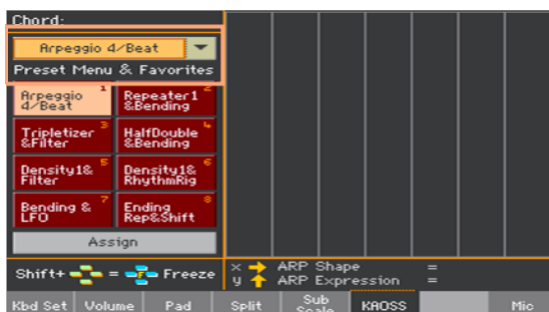 Chord:
Arpeggio 4/Beat
Preset Menu & Favorites
Arpeggio 4/Beat 1
Repeater1 &Bending 2
Tripletizer &Filter 3
HalfDouble &Bending 4
Density1& Filter 5
Density1& RhythmRig 6
Bending & LFO 7
Ending Rep&Shift 8
Assign
Shift+ = F Freeze
x ARP Shape =
y ARP Expression =
Kbd Set Volume Pad Split Sub Scale KAOSS Mic